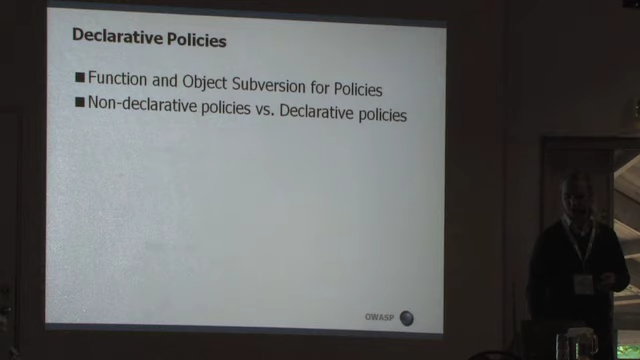 Declarative Policies
■ Function and Object Subversion for Policies
■ Non-declarative policies vs. Declarative policies
OWASP